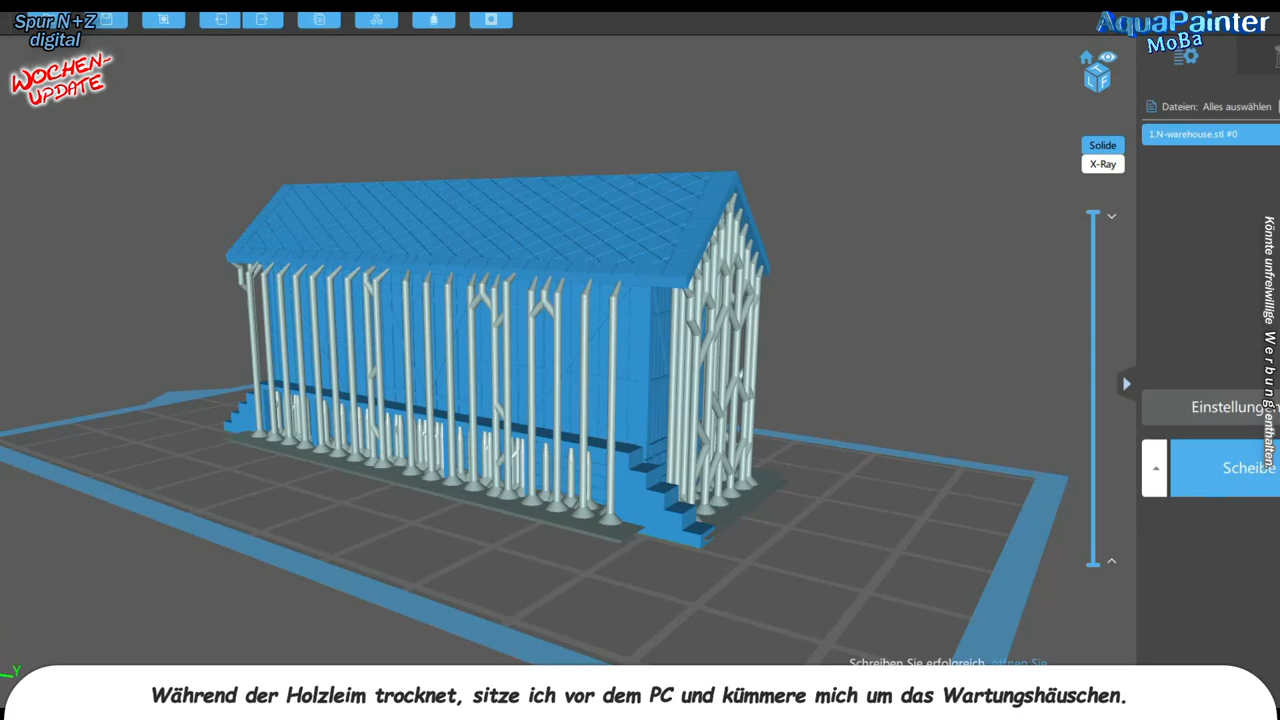 Spur N+Z
digital
WOCHEN-
UPDATE
AquaPainter
MoBa
T
L F
Dateien: Alles auswählen
1.N-warehouse.stl #0
Solide
X-Ray
Könnte unfreiwillige Werbung enthalten.
Einstellung
Scheibe
Y
Schreiben Sie erfolgreich, öffnen Sie
Während der Holzleim trocknet, sitze ich vor dem PC und kümmere mich um das Wartungshäuschen.